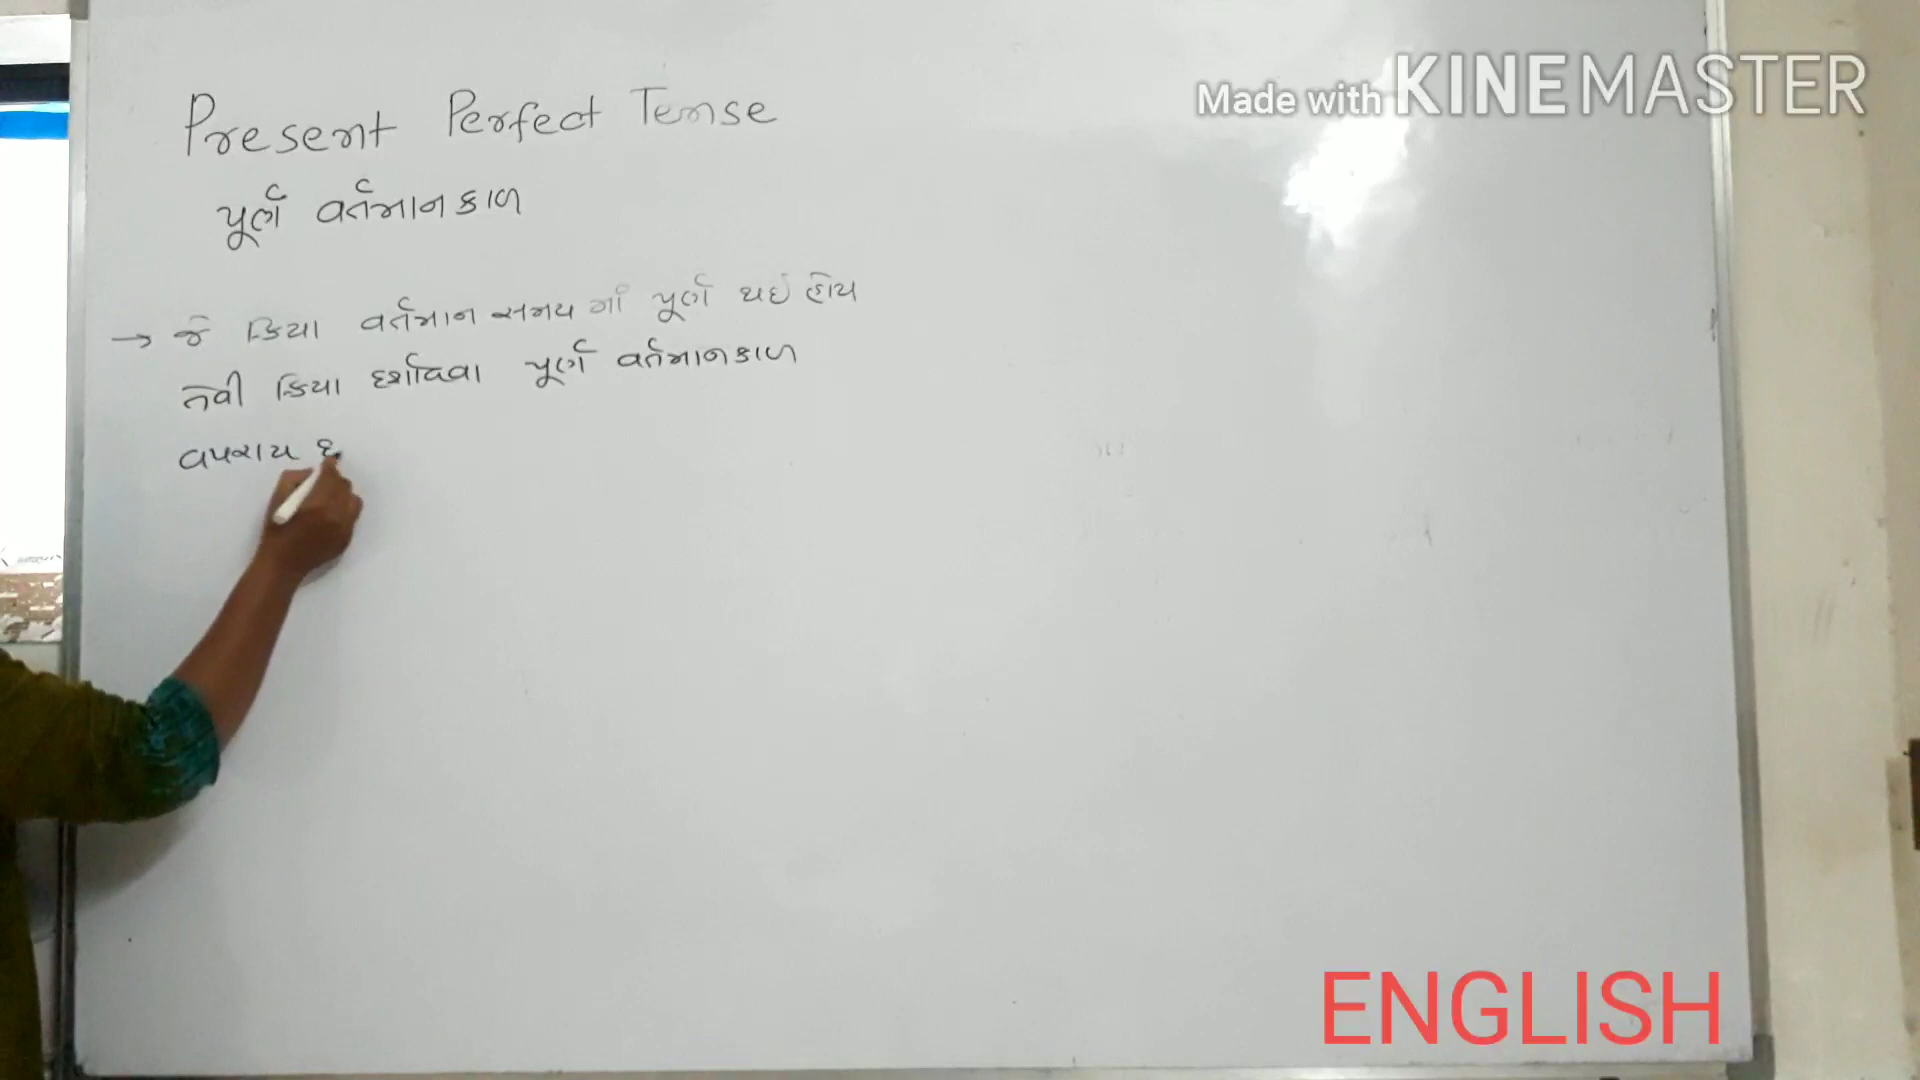 Present Perfect Tense
Made with KINEMASTER
પૂર્ણ વર્તમાનકાળ
→ જે ક્રિયા વર્તમાન સમય માં પૂર્ણ થઇ હોય
તેવી ક્રિયા દર્શાવવા પૂર્ણ વર્તમાનકાળ
વપરાય
ENGLISH